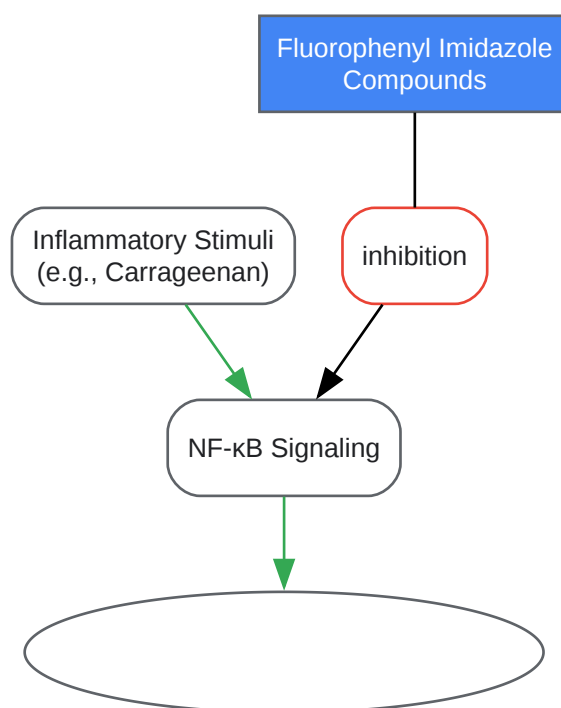 Fluorophenyl Imidazole
Compounds
Inflammatory Stimuli
(e.g., Carrageenan)
inhibition
NF-κB Signaling